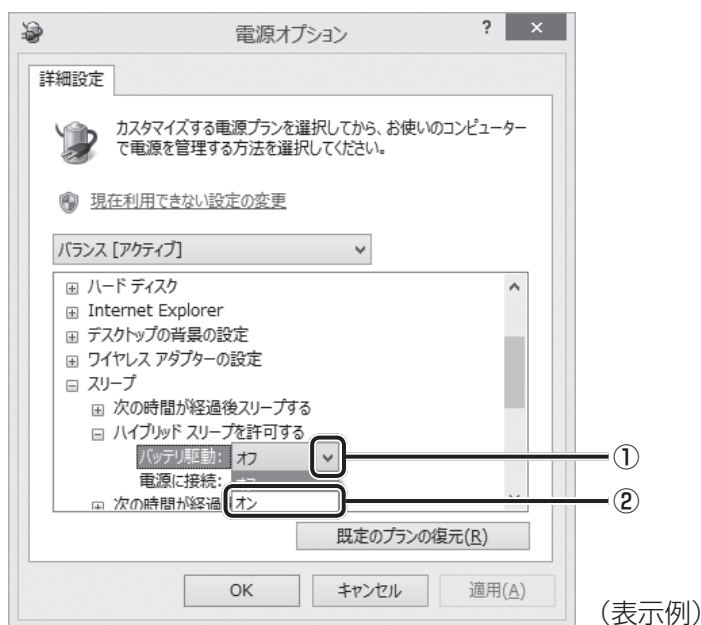 電源オプション
? ×
詳細設定
カスタマイズする電源プランを選択してから、お使いのコンピューター
で電源を管理する方法を選択してください。
現在利用できない設定の変更
バランス [アクティブ]
ハード ディスク
Internet Explorer
デスクトップの背景の設定
ワイヤレス アダプターの設定
スリープ
次の時間が経過後スリープする
ハイブリッド スリープを許可する
バッテリ駆動: オフ
①
電源に接続: オフ
次の時間が経過 オン
②
既定のプランの復元(R)
OK キャンセル 適用(A)
(表示例)